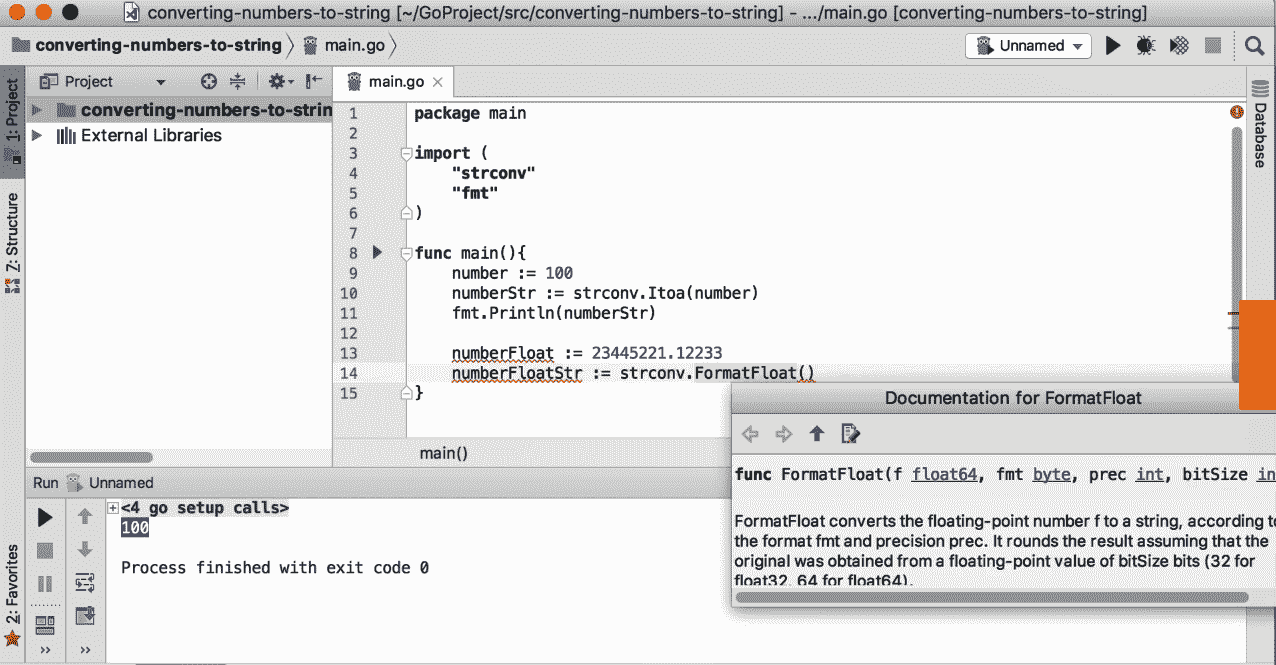 converting-numbers-to-string [~/GoProject/src/converting-numbers-to-string] - .../main.go [converting-numbers-to-string]
converting-numbers-to-string main.go
Unnamed
1: Project
Z: Structure
2: Favorites
Project
converting-numbers-to-strin
External Libraries
main.go
Database
1 package main
2
3 import (
4 "strconv"
5 "fmt"
6 )
7
8 func main(){
9 number := 100
10 numberStr := strconv.Itoa(number)
11 fmt.Println(numberStr)
12
13 numberFloat := 23445221.12233
14 numberFloatStr := strconv.FormatFloat()
15 }
main()
Documentation for FormatFloat
func FormatFloat(f float64, fmt byte, prec int, bitSize in
FormatFloat converts the floating-point number f to a string, according to
the format fmt and precision prec. It rounds the result assuming that the
original was obtained from a floating-point value of bitSize bits (32 for
float32, 64 for float64).
Run Unnamed
<4 go setup calls>
100
Process finished with exit code 0